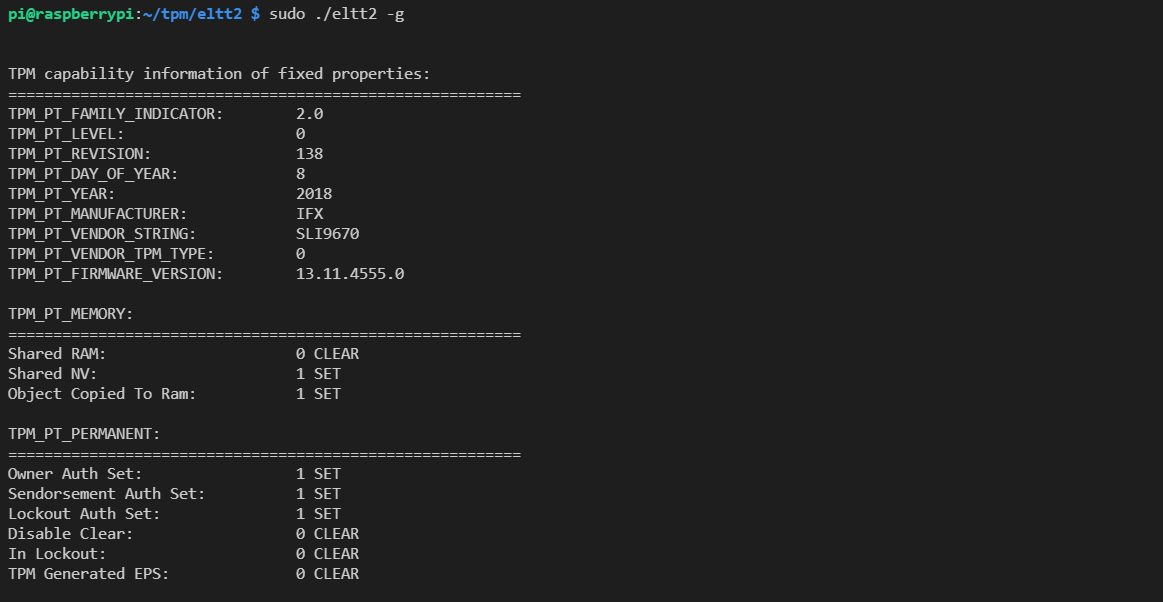 pi@raspberrypi:~/tpm/eltt2 $ sudo ./eltt2 -g
TPM capability information of fixed properties:
=========================================================
TPM_PT_FAMILY_INDICATOR:        2.0
TPM_PT_LEVEL:                   0
TPM_PT_REVISION:                138
TPM_PT_DAY_OF_YEAR:             8
TPM_PT_YEAR:                    2018
TPM_PT_MANUFACTURER:            IFX
TPM_PT_VENDOR_STRING:           SLI9670
TPM_PT_VENDOR_TPM_TYPE:         0
TPM_PT_FIRMWARE_VERSION:        13.11.4555.0
TPM_PT_MEMORY:
=========================================================
Shared RAM:                     0 CLEAR
Shared NV:                      1 SET
Object Copied To Ram:           1 SET
TPM_PT_PERMANENT:
=========================================================
Owner Auth Set:                 1 SET
Sendorsement Auth Set:          1 SET
Lockout Auth Set:               1 SET
Disable Clear:                  0 CLEAR
In Lockout:                     0 CLEAR
TPM Generated EPS:              0 CLEAR